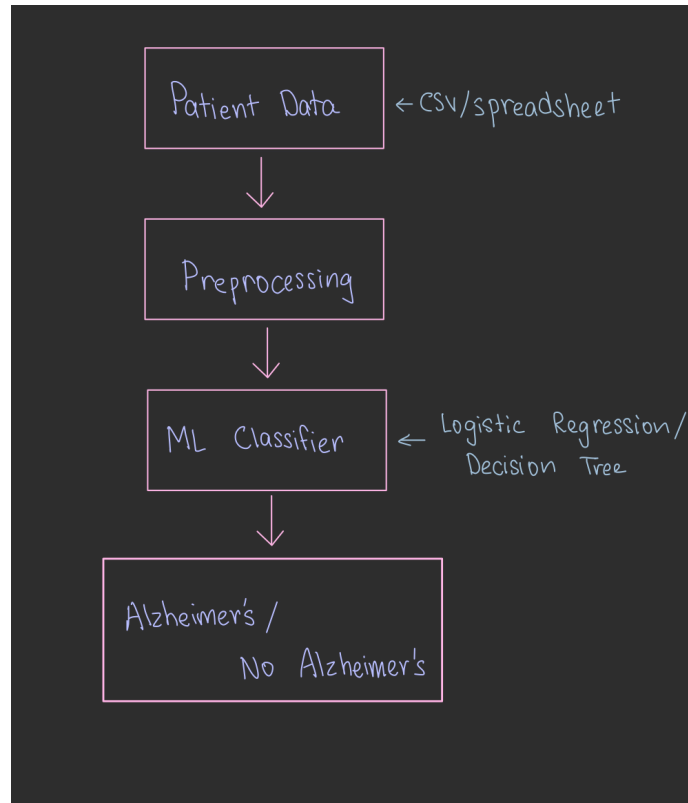 Patient Data
← CSV/spreadsheet
Preprocessing
ML Classifier
← Logistic Regression/
Decision Tree
Alzheimer's /
No Alzheimer's